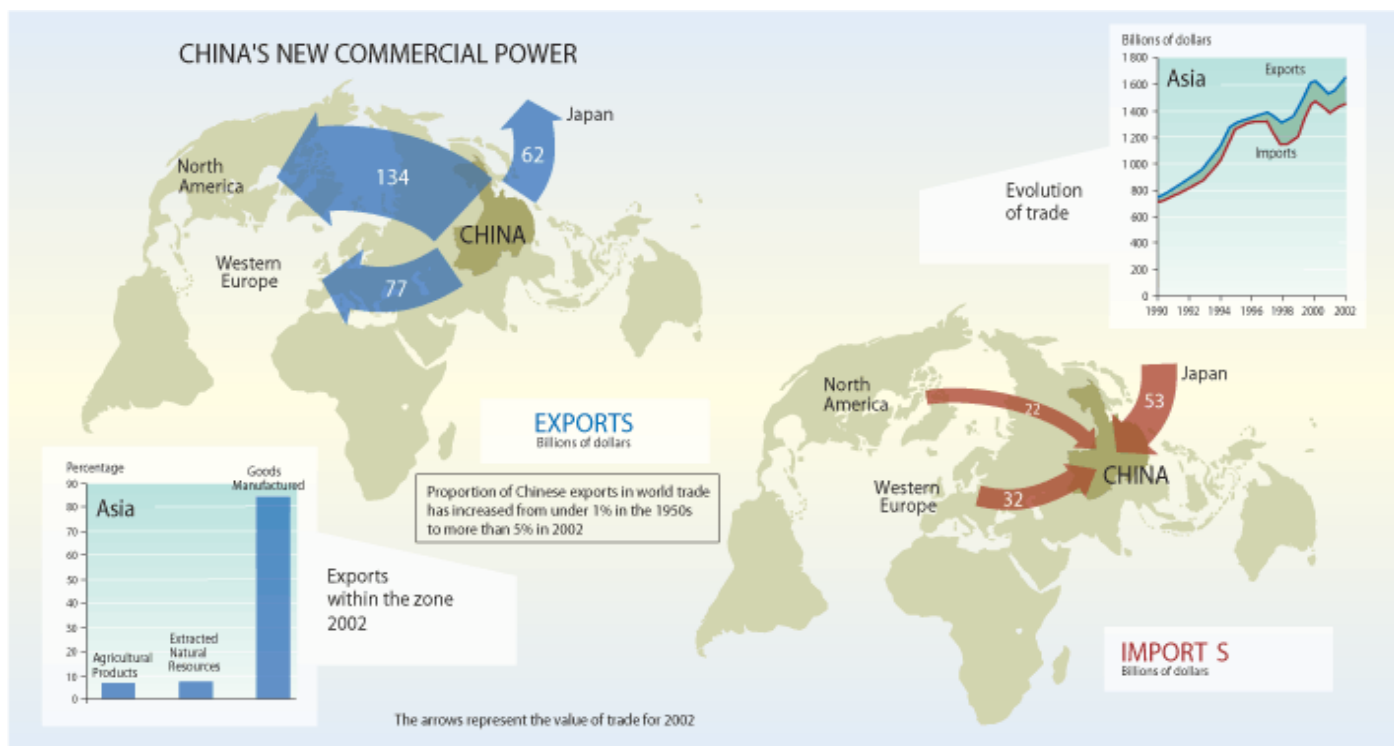 CHINA'S NEW COMMERCIAL POWER
Japan
62
North
America
134
CHINA
Western
Europe
77
EXPORTS
Billions of dollars
Billions of dollars
1 800
1 600
1 400
1 200
1 000
800
600
400
200
0
Asia
Exports
Imports
1990
1992
1994
1996
1998
2000
2002
Evolution
of trade
Japan
53
North
America
22
CHINA
Western
Europe
32
IMPORT S
Billions of dollars
Proportion of Chinese exports in world trade
has increased from under 1% in the 1950s
to more than 5% in 2002
Percentage
90
80
70
60
50
40
30
20
10
0
Asia
Goods
Manufactured
Extracted
Natural
Resources
Agricultural
Products
Exports
within the zone
2002
The arrows represent the value of trade for 2002